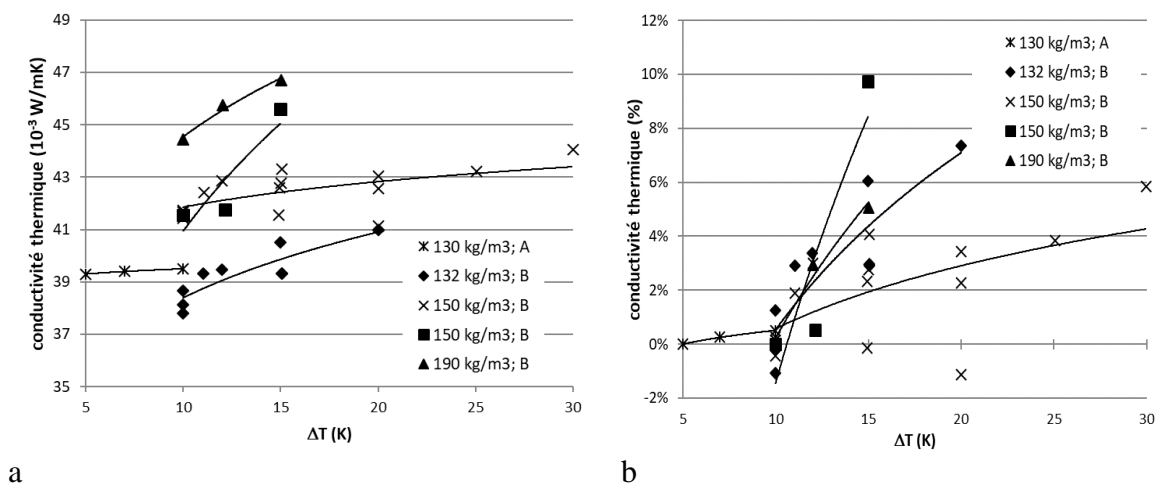 conductivité thermique (10⁻³ W/mK)
49
47
45
43
41
39
37
35
5
10
15
20
25
30
ΔT (K)
130 kg/m3; A
132 kg/m3; B
150 kg/m3; B
150 kg/m3; B
190 kg/m3; B
a
conductivité thermique (%)
12%
10%
8%
6%
4%
2%
0%
-2%
5
10
15
20
25
30
ΔT (K)
130 kg/m3; A
132 kg/m3; B
150 kg/m3; B
150 kg/m3; B
190 kg/m3; B
b